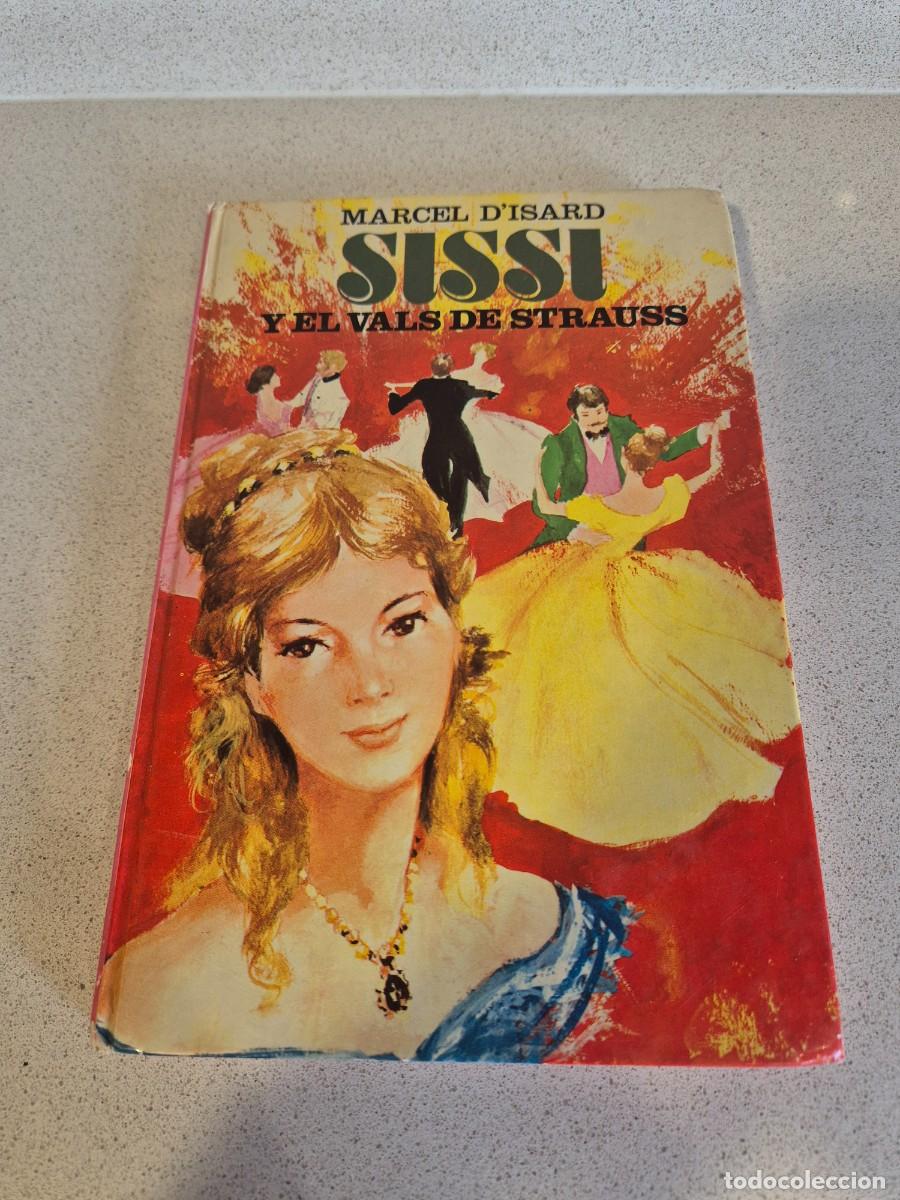 MARCEL D'ISARD
SISSI
Y EL VALS DE STRAUSS
todocoleccion